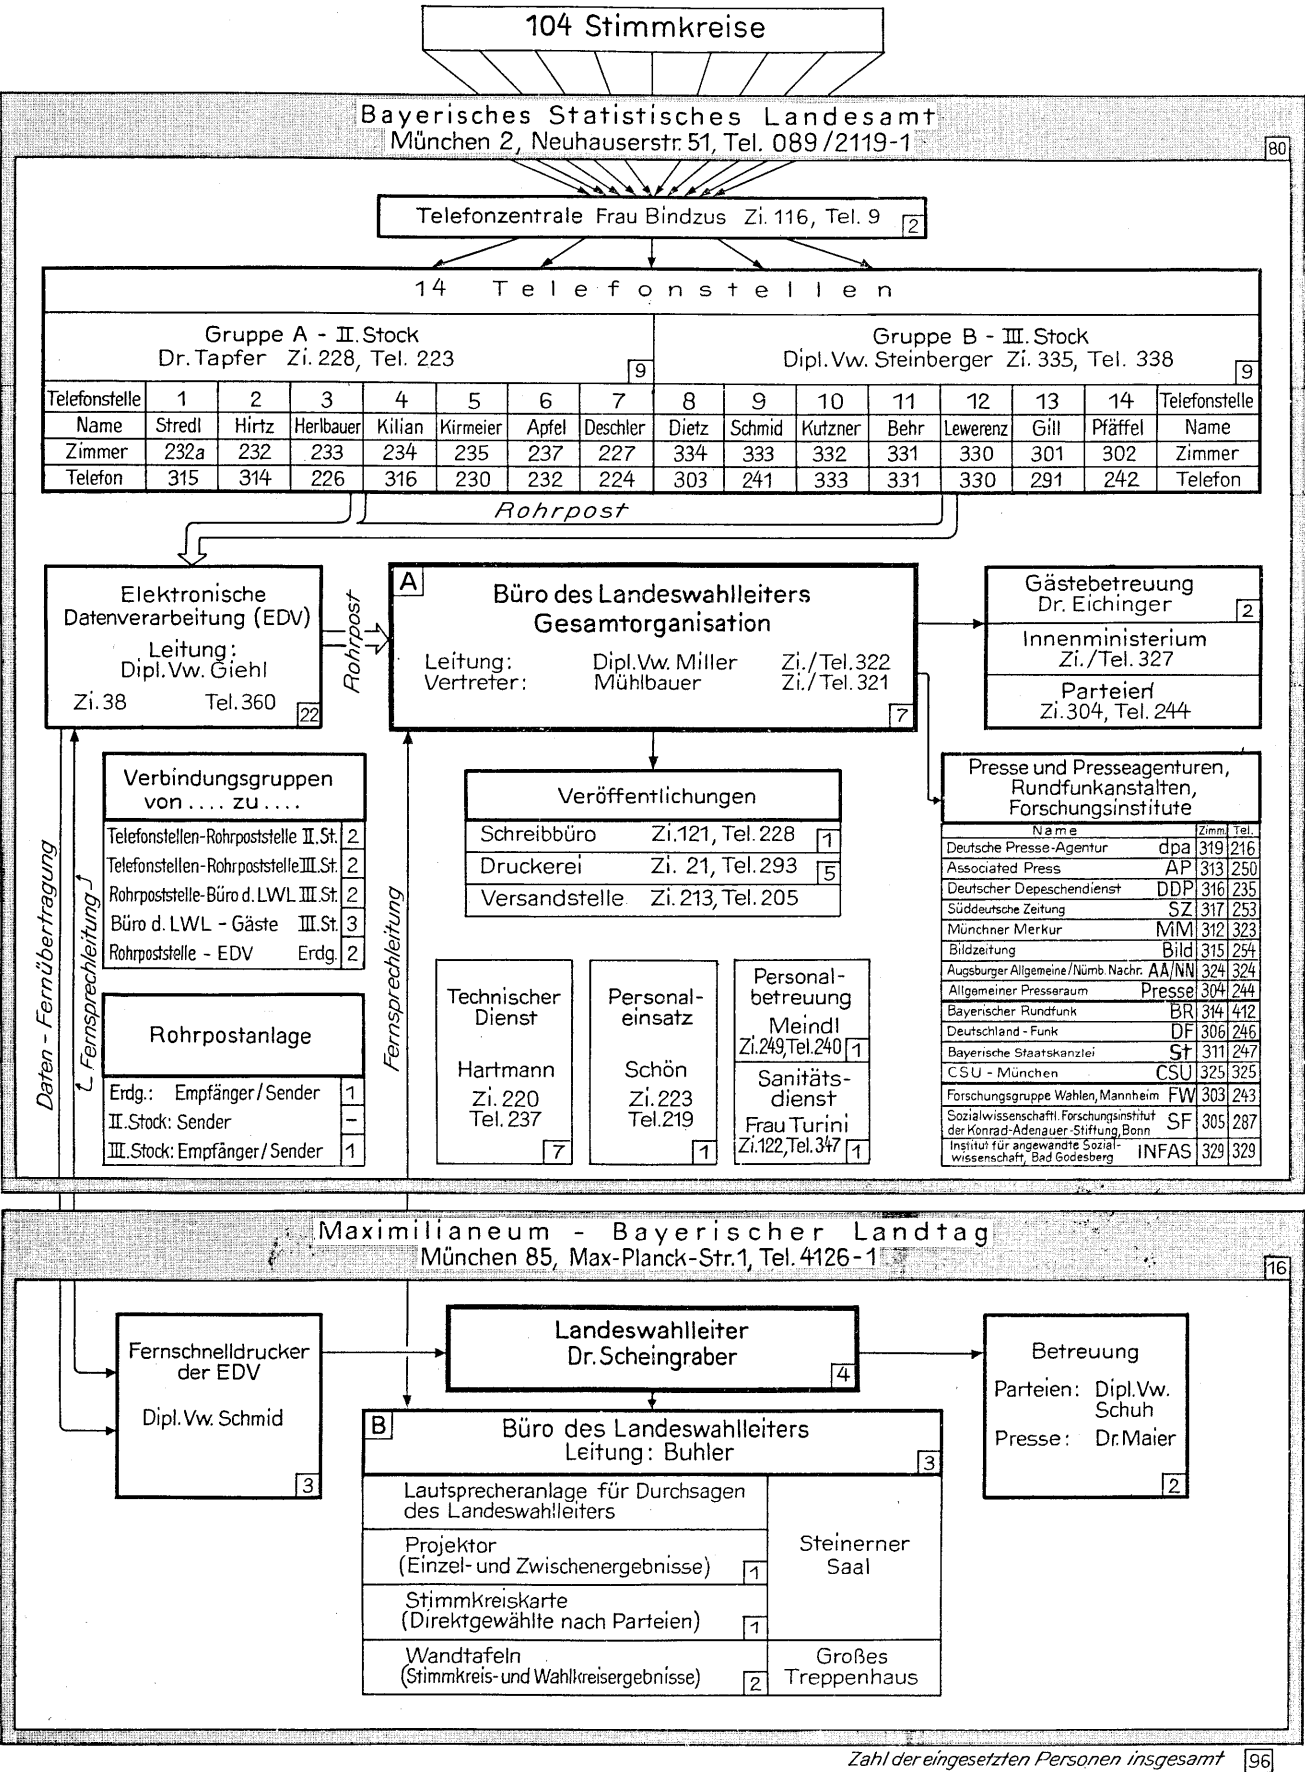 104 Stimmkreise
Bayerisches Statistisches Landesamt
München 2, Neuhauserstr. 51, Tel. 089/2119-1
80
Telefonzentrale Frau Bindzus Zi. 116, Tel. 9
2
14 Telefonstellen
Gruppe A - II. Stock
Dr. Tapfer Zi. 228, Tel. 223
9
Gruppe B - III. Stock
Dipl. Vw. Steinberger Zi. 335, Tel. 338
9
Telefonstelle 1 2 3 4 5 6 7 8 9 10 11 12 13 14 Telefonstelle
Name Stredl Hirtz Herlbauer Kilian Kirmeier Apfel Deschler Dietz Schmid Kutzner Behr Lewerenz Gill Pfäffel Name
Zimmer 232a 232 233 234 235 237 227 334 333 332 331 330 301 302 Zimmer
Telefon 315 314 226 316 230 232 224 303 241 333 331 330 291 242 Telefon
Rohrpost
Elektronische
Datenverarbeitung (EDV)
Leitung:
Dipl. Vw. Giehl
Zi. 38 Tel. 360
22
Rohrpost
A
Büro des Landeswahlleiters
Gesamtorganisation
Leitung: Dipl. Vw. Miller Zi./Tel. 322
Vertreter: Mühlbauer Zi./Tel. 321
7
Gästebetreuung
Dr. Eichinger
2
Innenministerium
Zi./Tel. 327
Parteien
Zi. 304, Tel. 244
Daten-Fernübertragung
Fernsprechleitung
Verbindungsgruppen
von .... zu ....
Telefonstellen-Rohrpoststelle II. St. 2
Telefonstellen-Rohrpoststelle III. St. 2
Rohrpoststelle-Büro d. LWL III. St. 2
Büro d. LWL - Gäste III. St. 3
Rohrpoststelle - EDV Erdg. 2
Rohrpostanlage
Erdg.: Empfänger/Sender 1
II. Stock: Sender –
III. Stock: Empfänger/Sender 1
Fernsprechleitung
Veröffentlichungen
Schreibbüro Zi. 121, Tel. 228 1
Druckerei Zi. 21, Tel. 293 5
Versandstelle Zi. 213, Tel. 205
Technischer
Dienst
Hartmann
Zi. 220
Tel. 237
7
Personal-
einsatz
Schön
Zi. 223
Tel. 219
1
Personal-
betreuung
Meindl
Zi. 249, Tel. 240 1
Sanitäts-
dienst
Frau Turini
Zi. 122, Tel. 347 1
Presse und Presseagenturen,
Rundfunkanstalten,
Forschungsinstitute
Name Zimm. Tel.
Deutsche Presse-Agentur dpa 319 216
Associated Press AP 313 250
Deutscher Depeschendienst DDP 316 235
Süddeutsche Zeitung SZ 317 253
Münchner Merkur MM 312 323
Bildzeitung Bild 315 254
Augsburger Allgemeine/Nürnb. Nachr. AA/NN 324 324
Allgemeiner Presseraum Presse 304 244
Bayerischer Rundfunk BR 314 412
Deutschland-Funk DF 306 246
Bayerische Staatskanzlei St 311 247
CSU - München CSU 325 325
Forschungsgruppe Wahlen, Mannheim FW 303 243
Sozialwissenschaftl. Forschungsinstitut
der Konrad-Adenauer-Stiftung, Bonn SF 305 287
Institut für angewandte Sozial-
wissenschaft, Bad Godesberg INFAS 329 329
Maximilianeum - Bayerischer Landtag
München 85, Max-Planck-Str. 1, Tel. 4126-1
16
Fernschnelldrucker
der EDV
Dipl. Vw. Schmid
3
Landeswahlleiter
Dr. Scheingraber
4
Betreuung
Parteien: Dipl. Vw.
Schuh
Presse: Dr. Maier
2
B
Büro des Landeswahlleiters
Leitung: Buhler
3
Lautsprecheranlage für Durchsagen
des Landeswahlleiters
Projektor
(Einzel- und Zwischenergebnisse) 1
Stimmkreiskarte
(Direktgewählte nach Parteien) 1
Steinerner
Saal
Wandtafeln
(Stimmkreis- und Wahlkreisergebnisse) 2
Großes
Treppenhaus
Zahl der eingesetzten Personen insgesamt 96